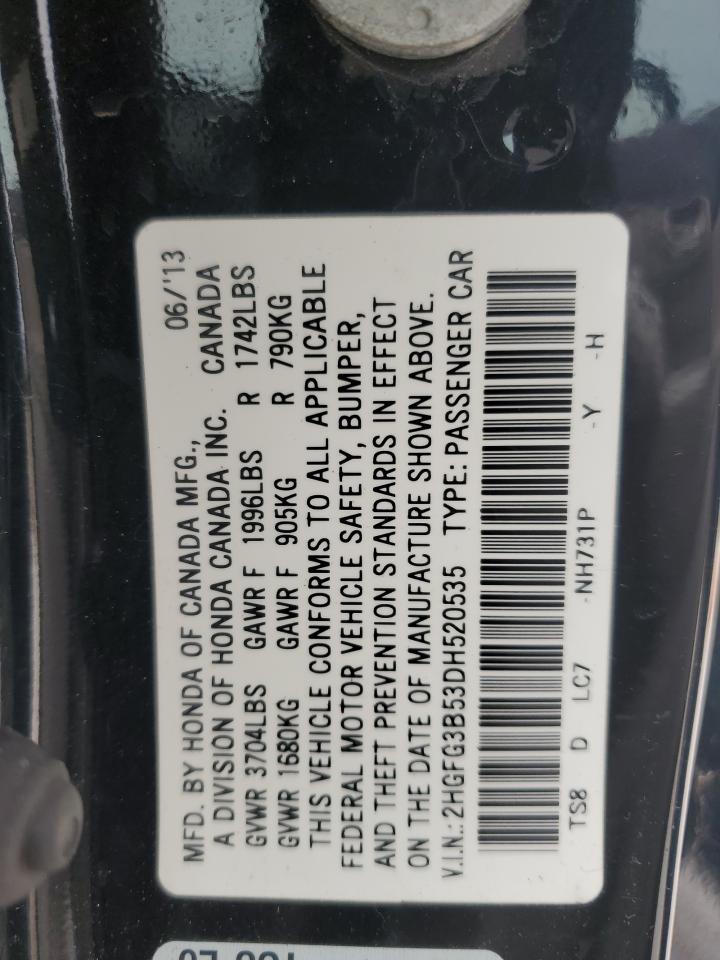 MFD. BY HONDA OF CANADA MFG., 06/'13
A DIVISION OF HONDA CANADA INC. CANADA
GVWR 3704LBS GAWR F 1996LBS R 1742LBS
GVWR 1680KG GAWR F 905KG R 790KG
THIS VEHICLE CONFORMS TO ALL APPLICABLE
FEDERAL MOTOR VEHICLE SAFETY, BUMPER,
AND THEFT PREVENTION STANDARDS IN EFFECT
ON THE DATE OF MANUFACTURE SHOWN ABOVE.
V.I.N.: 2HGFG3B53DH520535 TYPE: PASSENGER CAR
TS8 D LC7 -NH731P -Y -H